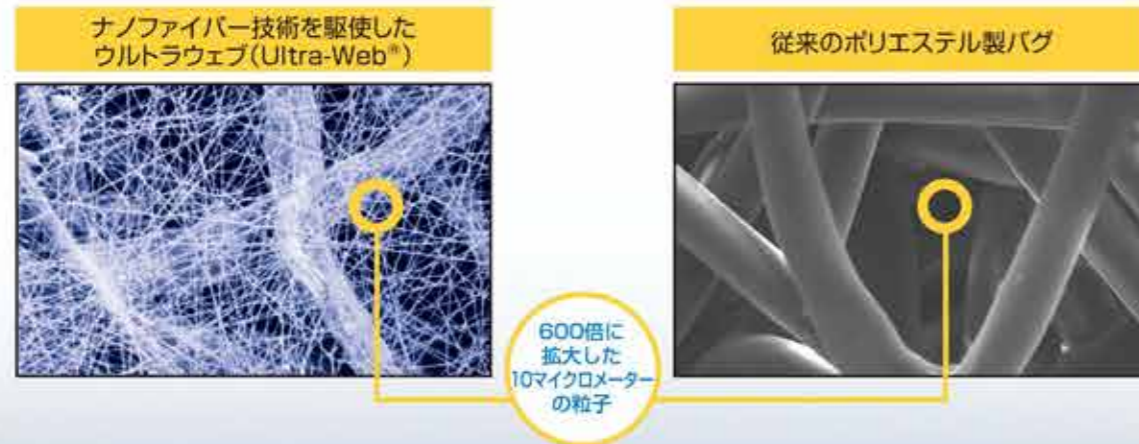 ナノファイバー技術を駆使した
ウルトラウェブ(Ultra-Web®)
従来のポリエステル製バグ
600倍に
拡大した
10マイクロメーター
の粒子